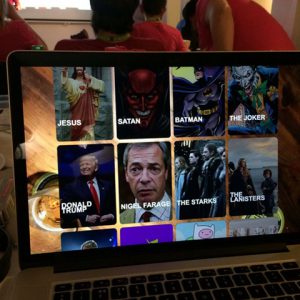 JESUS
SATAN
BATMAN
THE JOKER
DONALD
TRUMP
NIGEL FARAGE
THE STARKS
THE
LANISTERS